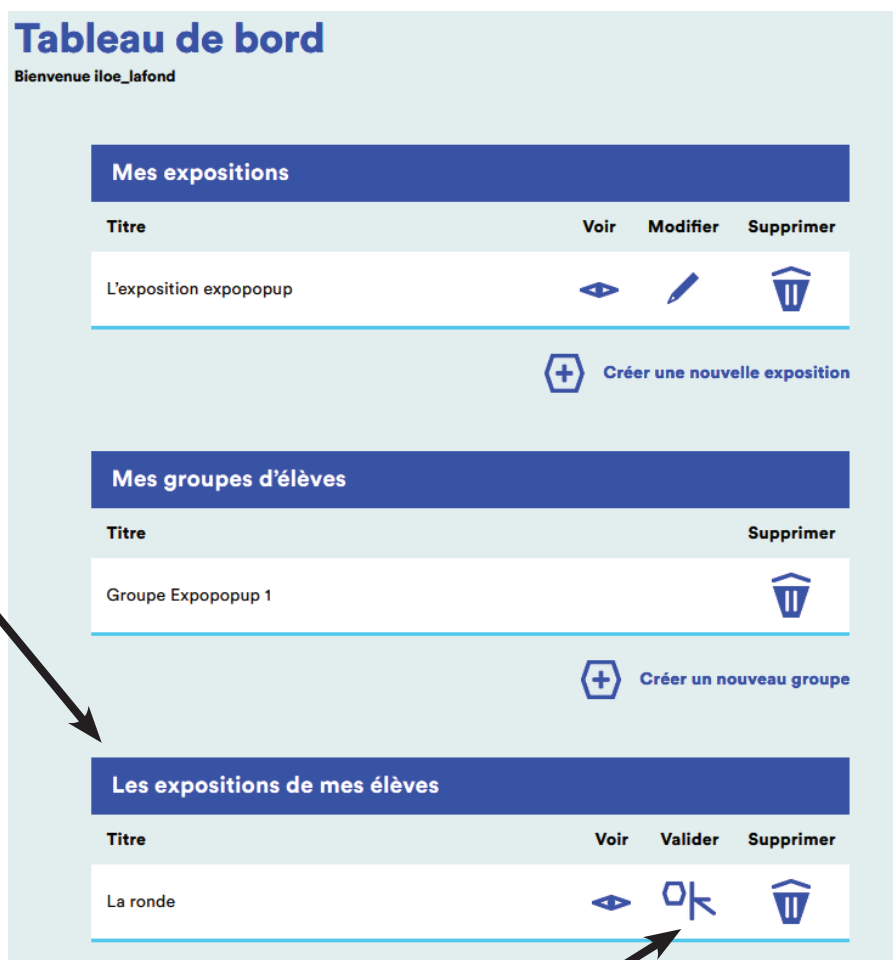 Tableau de bord
Bienvenue iloe_lafond
Mes expositions
Titre Voir Modifier Supprimer
L'exposition expopopup
Créer une nouvelle exposition
Mes groupes d'élèves
Titre Supprimer
Groupe Expopopup 1
Créer un nouveau groupe
Les expositions de mes élèves
Titre Voir Valider Supprimer
La ronde ok